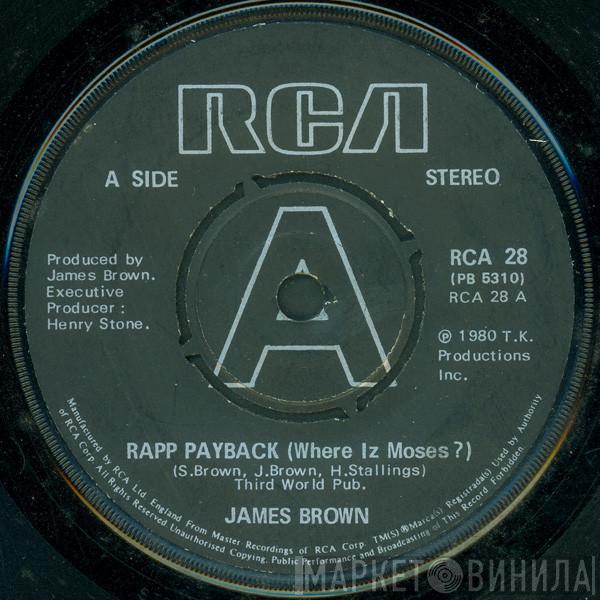 RCA
A SIDE
STEREO
A
Produced by
James Brown.
Executive
Producer :
Henry Stone.
RCA 28
(PB 5310)
RCA 28 A
℗ 1980 T.K.
Productions
Inc.
RAPP PAYBACK (Where Iz Moses?)
(S.Brown, J.Brown, H.Stallings)
Third World Pub.
JAMES BROWN
Manufactured by RCA Ltd. England From Master Recordings of RCA Corp. TM(S)® Marca(s) Registrada(s) Used by Authority
of RCA Corp. All Rights Reserved Unauthorised Copying, Public Performance and Broadcasting of This Record Forbidden.
МАРКЕТ ВИНИЛА